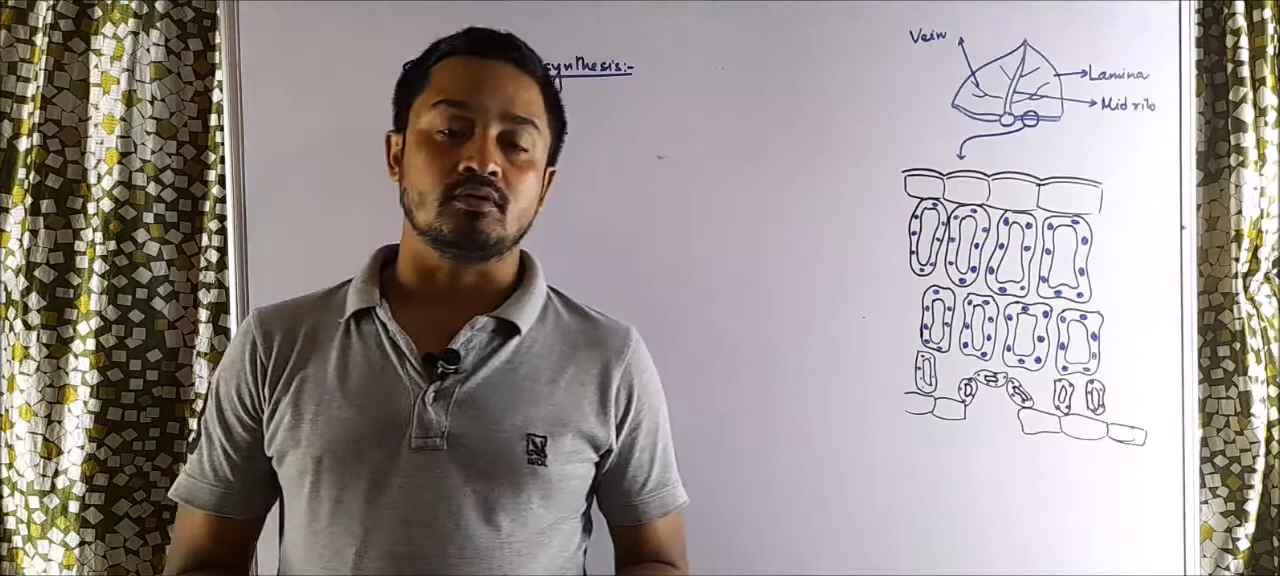 synthesis:-
Vein
Lamina
Mid rib